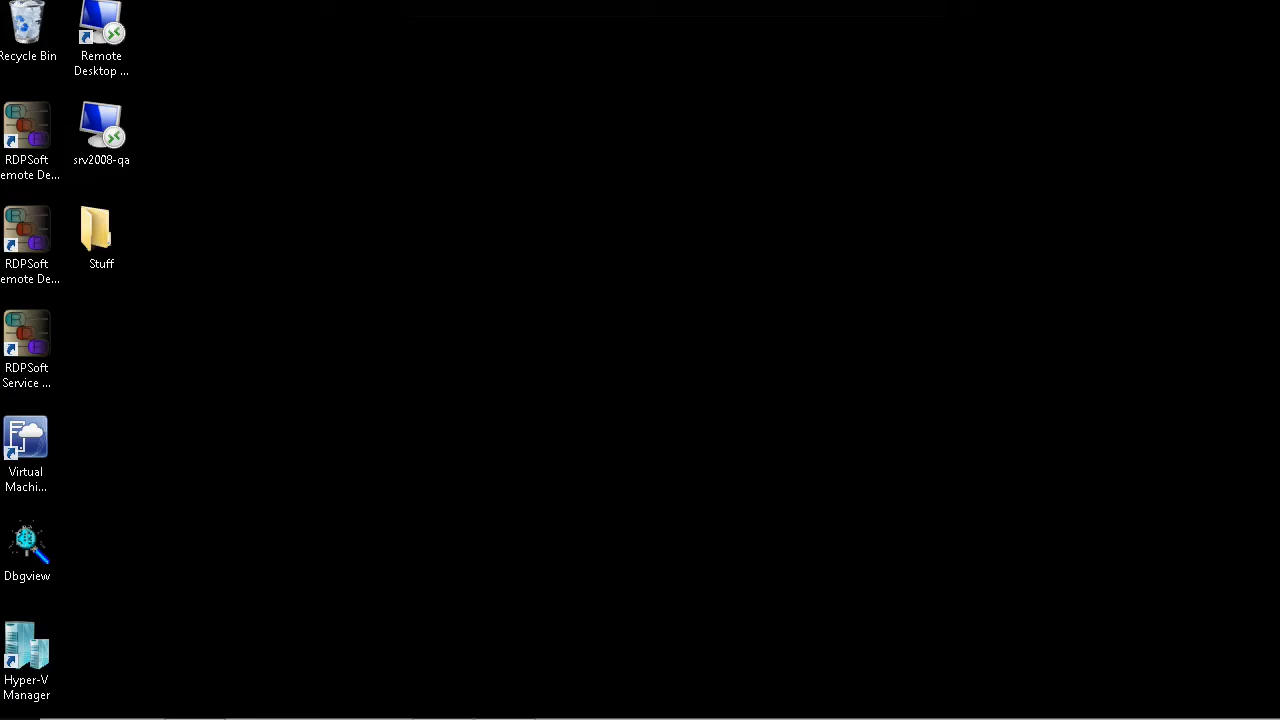 Recycle Bin
Remote
Desktop ...
RDPSoft
emote De...
srv2008-qa
RDPSoft
emote De...
Stuff
RDPSoft
Service ...
Virtual
Machi...
Dbgview
Hyper-V
Manager